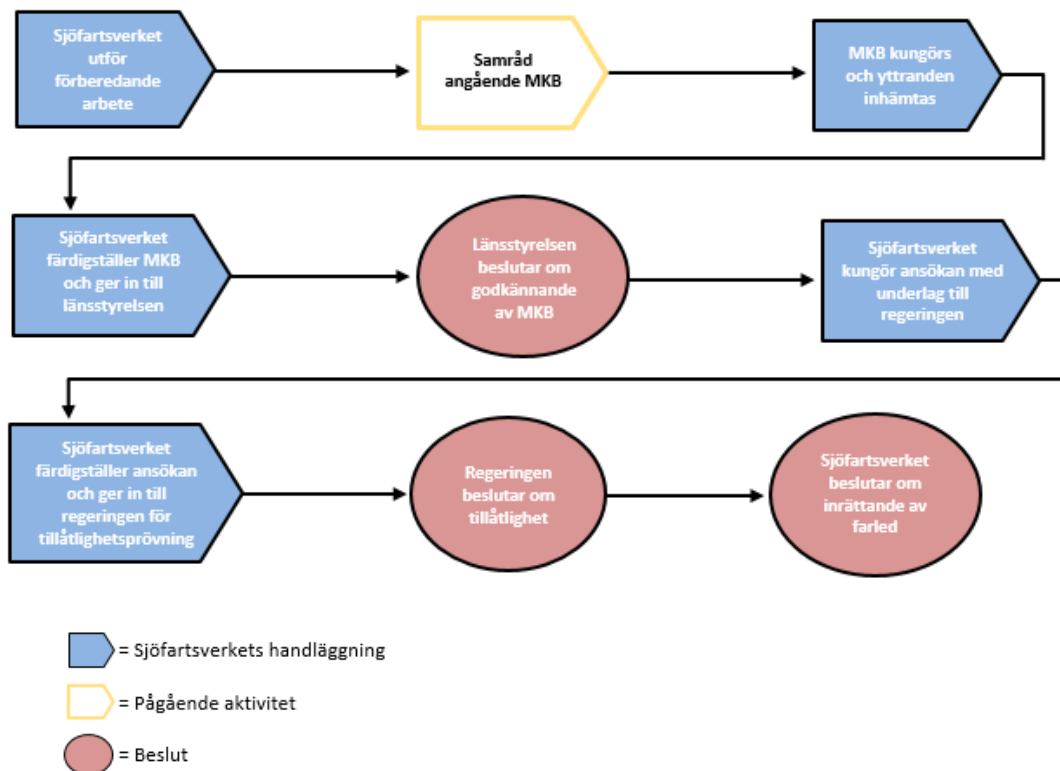 Sjöfartsverket
utför
förberedande
arbete
Samråd
angående MKB
MKB kungörs
och yttranden
inhämtas
Sjöfartsverket
färdigställer MKB
och ger in till
länsstyrelsen
Länsstyrelsen
beslutar om
godkännande
av MKB
Sjöfartsverket
kungör ansökan med
underlag till
regeringen
Sjöfartsverket
färdigställer ansökan
och ger in till
regeringen för
tillåtlighetsprövning
Regeringen
beslutar om
tillåtlighet
Sjöfartsverket
beslutar om
inrättande av
farled
= Sjöfartsverkets handläggning
= Pågående aktivitet
= Beslut